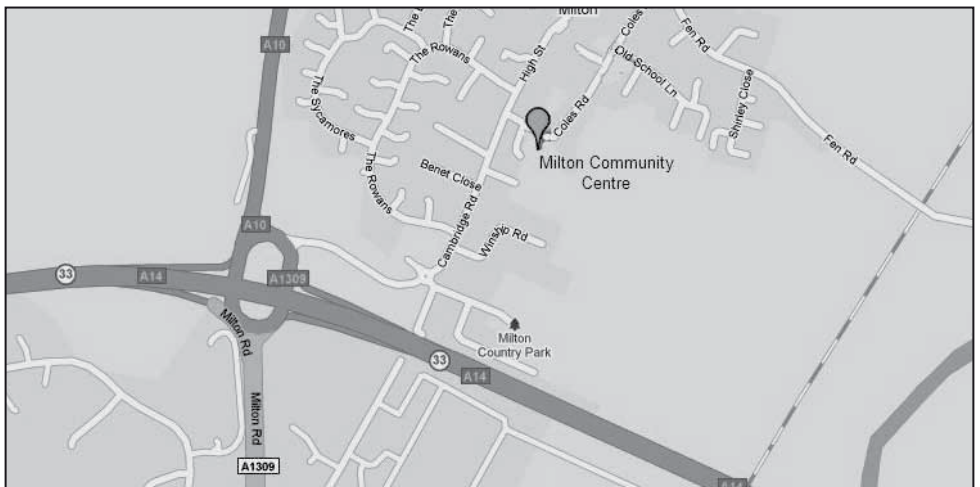 Milton
A10
The Rowans
High St
Coles
Fen Rd
Old School Ln
The Sycamores
Coles Rd
Shirley Close
Fen Rd
Milton Community
Centre
The Rowans
Benet Close
Cambridge Rd
Winship Rd
A10
33
A14
A1309
Milton Rd
Milton
Country Park
33
A14
Milton Rd
A1309
A14